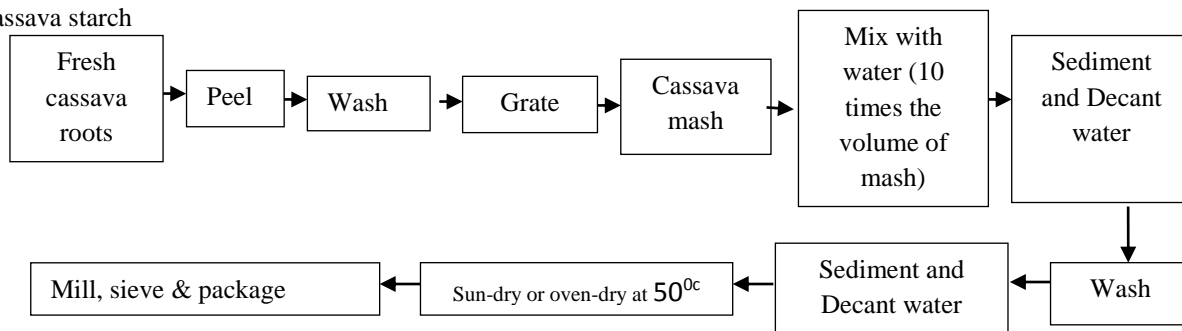 assava starch
Fresh
cassava
roots
Peel
Wash
Grate
Cassava
mash
Mix with
water (10
times the
volume of
mash)
Sediment
and Decant
water
Wash
Sediment and
Decant water
Sun-dry or oven-dry at 50⁰ᶜ
Mill, sieve & package